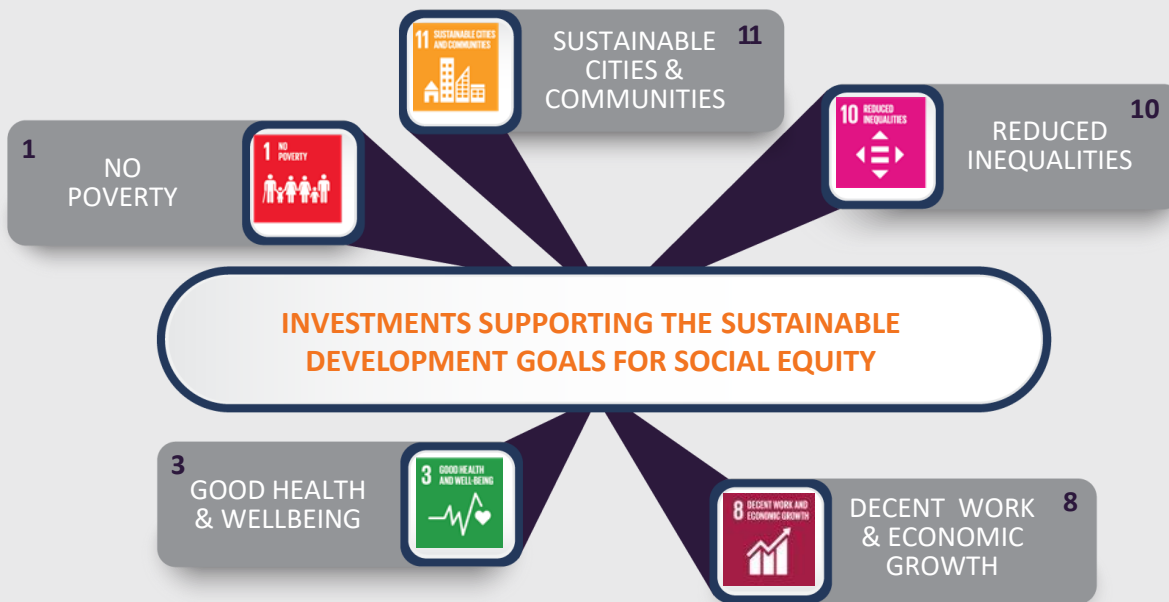 11 SUSTAINABLE CITIES
AND COMMUNITIES
SUSTAINABLE
CITIES &
COMMUNITIES
11
10 REDUCED
INEQUALITIES
REDUCED
INEQUALITIES
10
1
NO
POVERTY
1 NO
POVERTY
INVESTMENTS SUPPORTING THE SUSTAINABLE
DEVELOPMENT GOALS FOR SOCIAL EQUITY
3
GOOD HEALTH
& WELLBEING
3 GOOD HEALTH
AND WELL-BEING
8 DECENT WORK AND
ECONOMIC GROWTH
DECENT WORK
& ECONOMIC
GROWTH
8